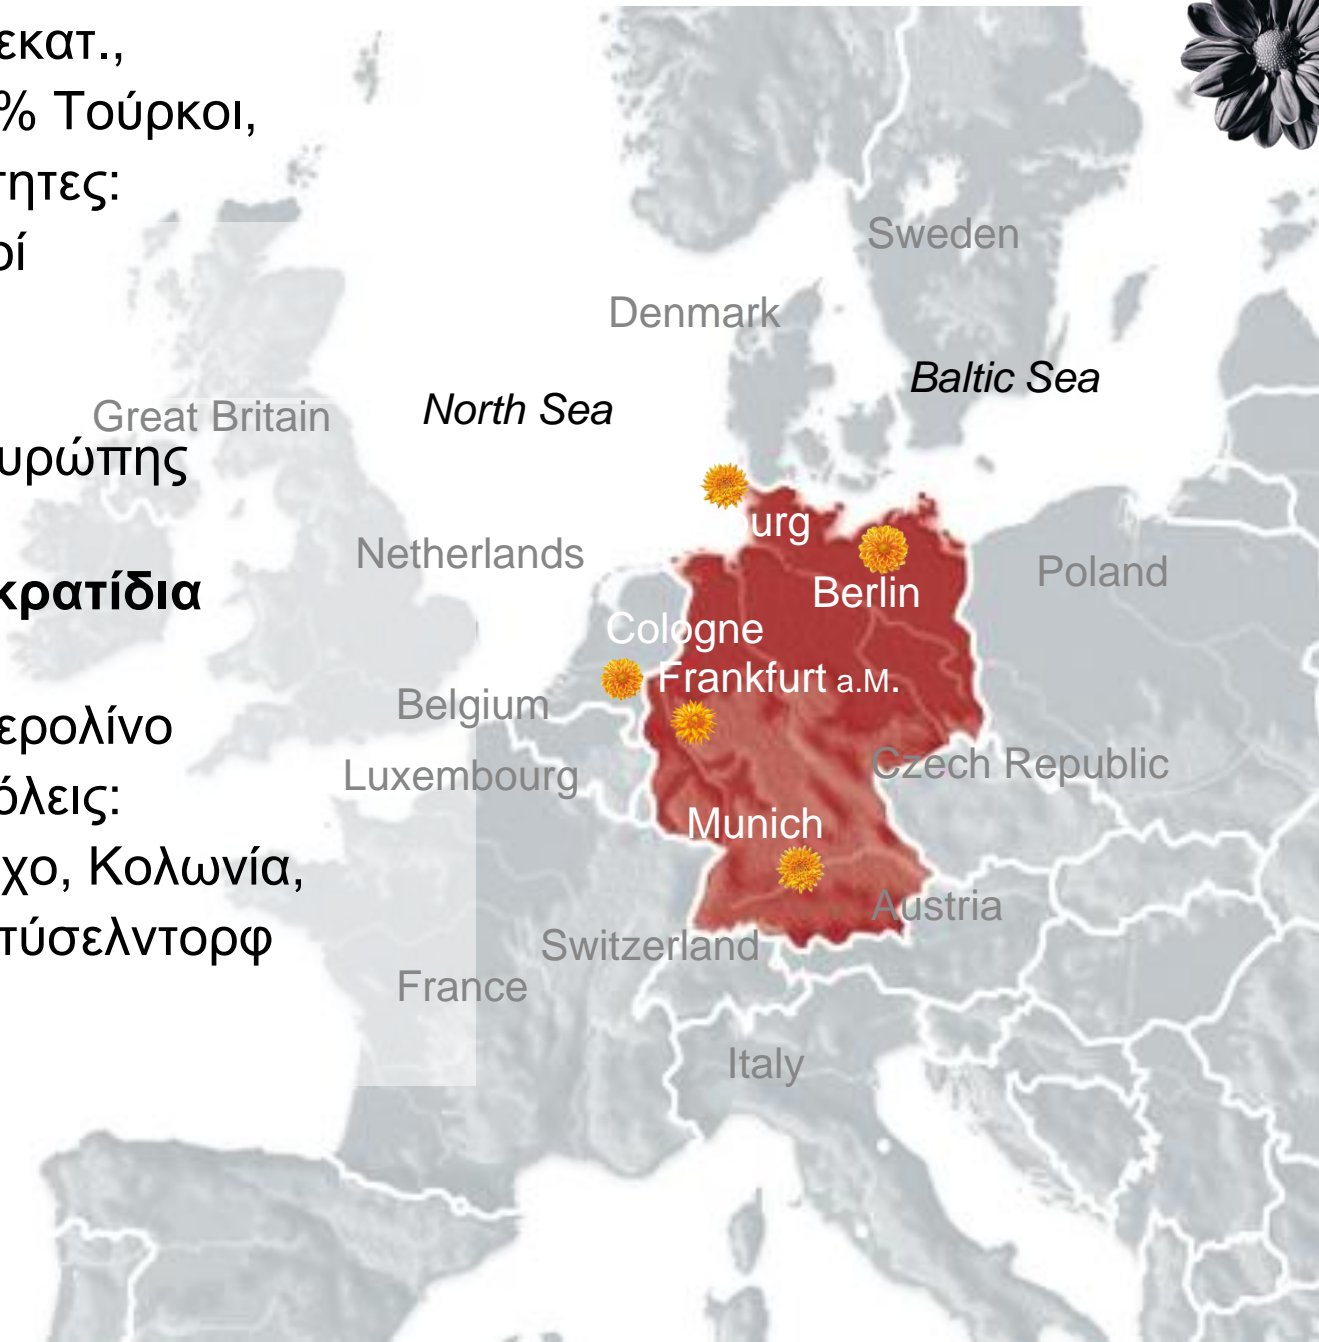 εκατ.,
% Τούρκοι,
τητες:
οί
υρώπης
κρατίδια
ερολίνο
όλεις:
χο, Κολωνία,
τύσελντορφ
Sweden
Denmark
Baltic Sea
North Sea
Great Britain
urg
Netherlands
Poland
Berlin
Cologne
Frankfurt a.M.
Belgium
Czech Republic
Luxembourg
Munich
Austria
Switzerland
France
Italy